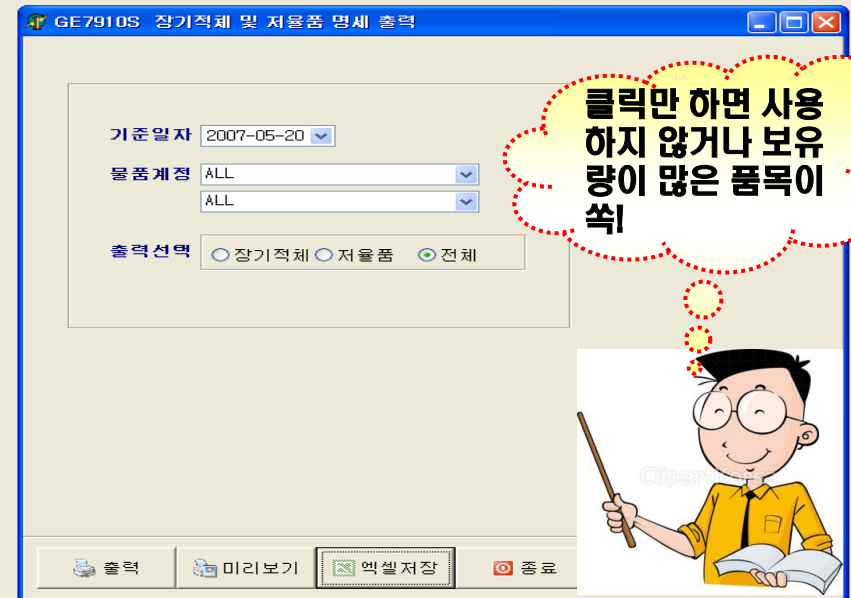 GE7910S 장기적체 및 저율품 명세 출력
클릭만 하면 사용
하지 않거나 보유
량이 많은 품목이
쏙!
기준일자 2007-05-20
물품계정 ALL
ALL
출력선택 장기적체 저율품 전체
ClipartKorea
출력 미리보기 엑셀저장 종료